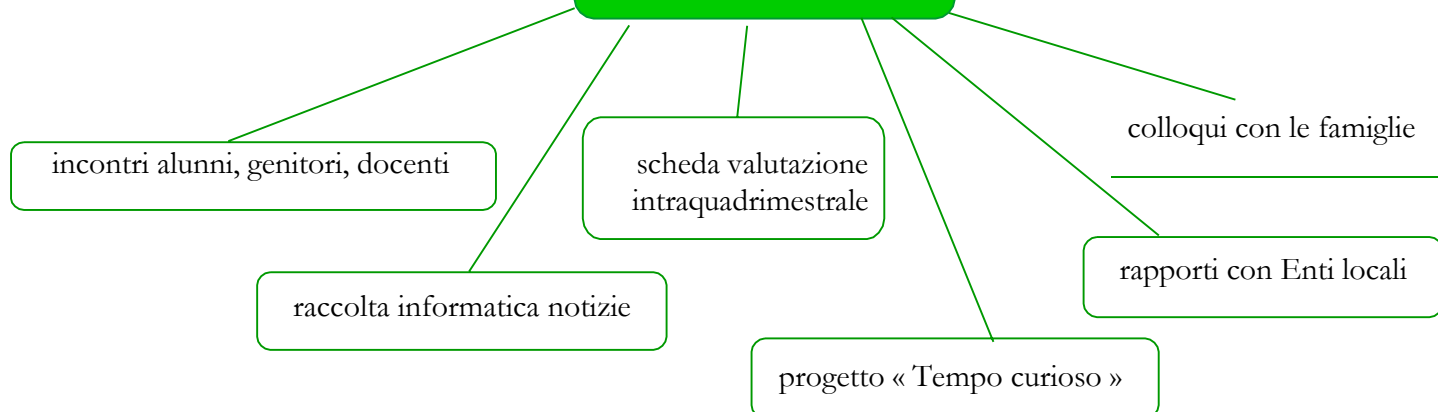 colloqui con le famiglie
incontri alunni, genitori, docenti
scheda valutazione
intraquadrimestrale
rapporti con Enti locali
raccolta informatica notizie
progetto « Tempo curioso »